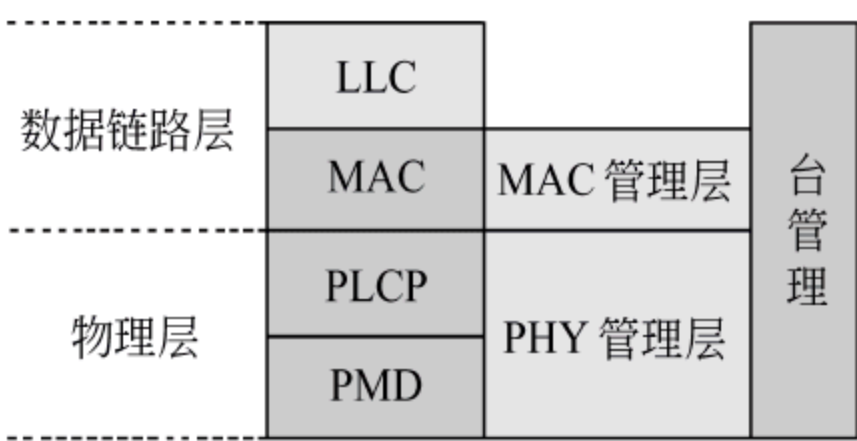 LLC
数据链路层
MAC
MAC 管理层
台管理
PLCP
物理层
PHY 管理层
PMD